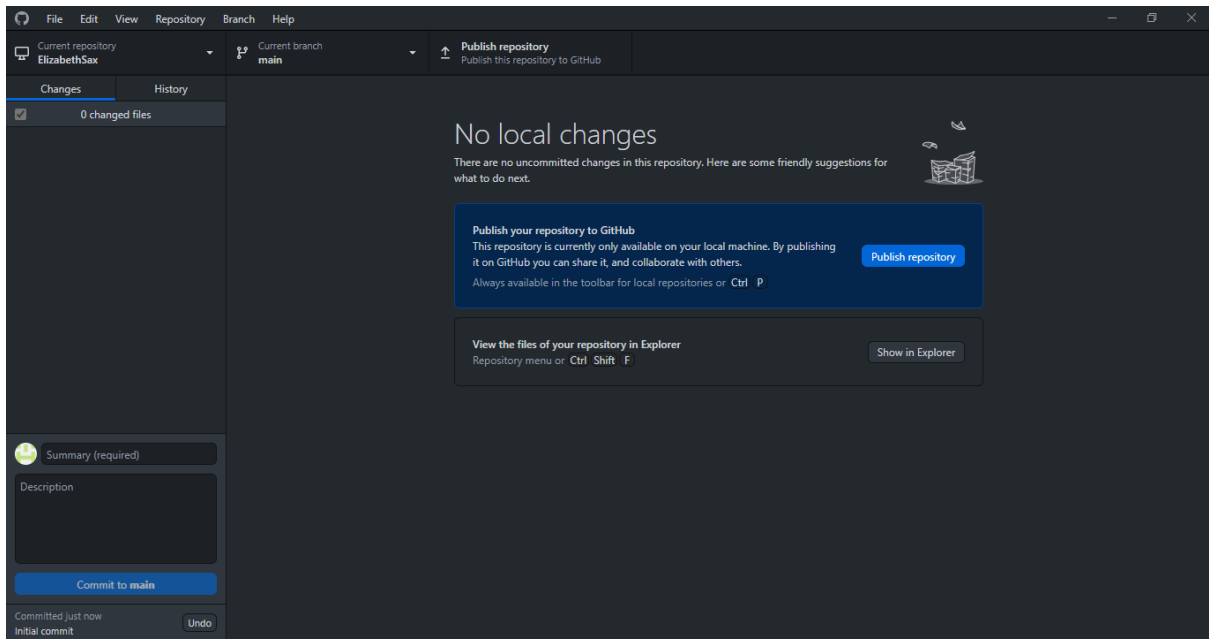 File Edit View Repository Branch Help
Current repository
ElizabethSax
Current branch
main
Publish repository
Publish this repository to GitHub
Changes History
0 changed files
No local changes
There are no uncommitted changes in this repository. Here are some friendly suggestions for
what to do next.
Publish your repository to GitHub
This repository is currently only available on your local machine. By publishing
it on GitHub you can share it, and collaborate with others.
Always available in the toolbar for local repositories or Ctrl P
Publish repository
View the files of your repository in Explorer
Repository menu or Ctrl Shift F
Show in Explorer
Summary (required)
Description
Commit to main
Committed just now
Initial commit
Undo